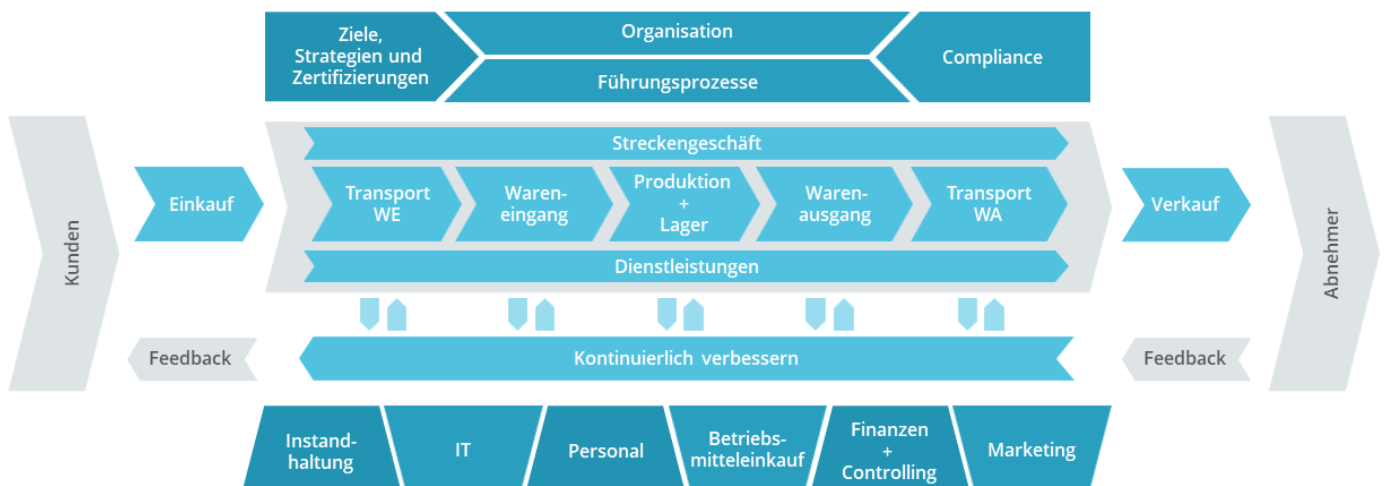 Ziele,
Strategien und
Zertifizierungen
Organisation
Führungsprozesse
Compliance
Kunden
Einkauf
Streckengeschäft
Transport
WE
Waren-
eingang
Produktion
+
Lager
Waren-
ausgang
Transport
WA
Dienstleistungen
Verkauf
Abnehmer
Feedback
Kontinuierlich verbessern
Feedback
Instand-
haltung
IT
Personal
Betriebs-
mitteleinkauf
Finanzen
+
Controlling
Marketing